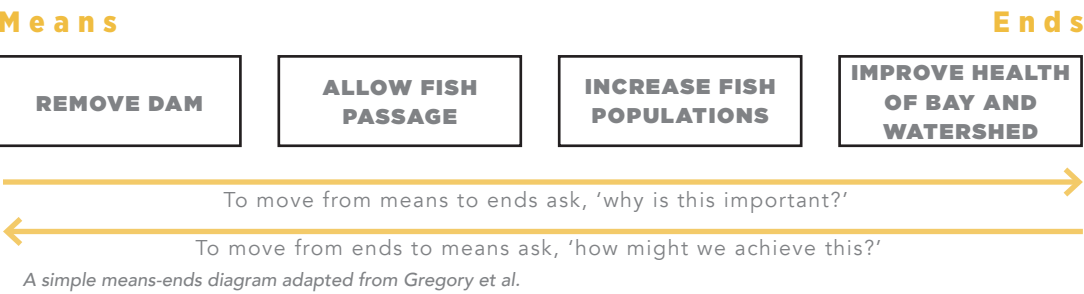 Means
Ends
REMOVE DAM
ALLOW FISH
PASSAGE
INCREASE FISH
POPULATIONS
IMPROVE HEALTH
OF BAY AND
WATERSHED
To move from means to ends ask, ‘why is this important?’
To move from ends to means ask, ‘how might we achieve this?’
A simple means-ends diagram adapted from Gregory et al.